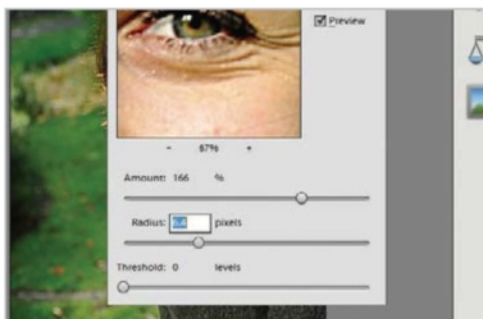 Preview
- 67% +
Amount: 166 %
Radius: pixels
Threshold: 0 levels